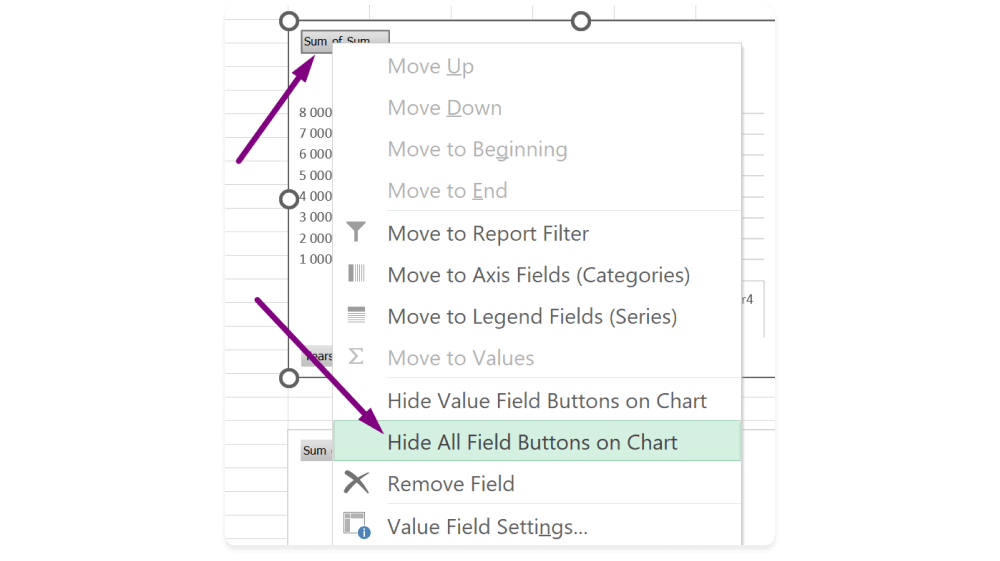 Sum of Sum
Move Up
Move Down
Move to Beginning
Move to End
8 000
7 000
6 000
5 000
4 000
3 000
2 000
1 000
Move to Report Filter
Move to Axis Fields (Categories)
r4
Move to Legend Fields (Series)
Years
Σ Move to Values
Hide Value Field Buttons on Chart
Hide All Field Buttons on Chart
Sum
Remove Field
Value Field Settings...